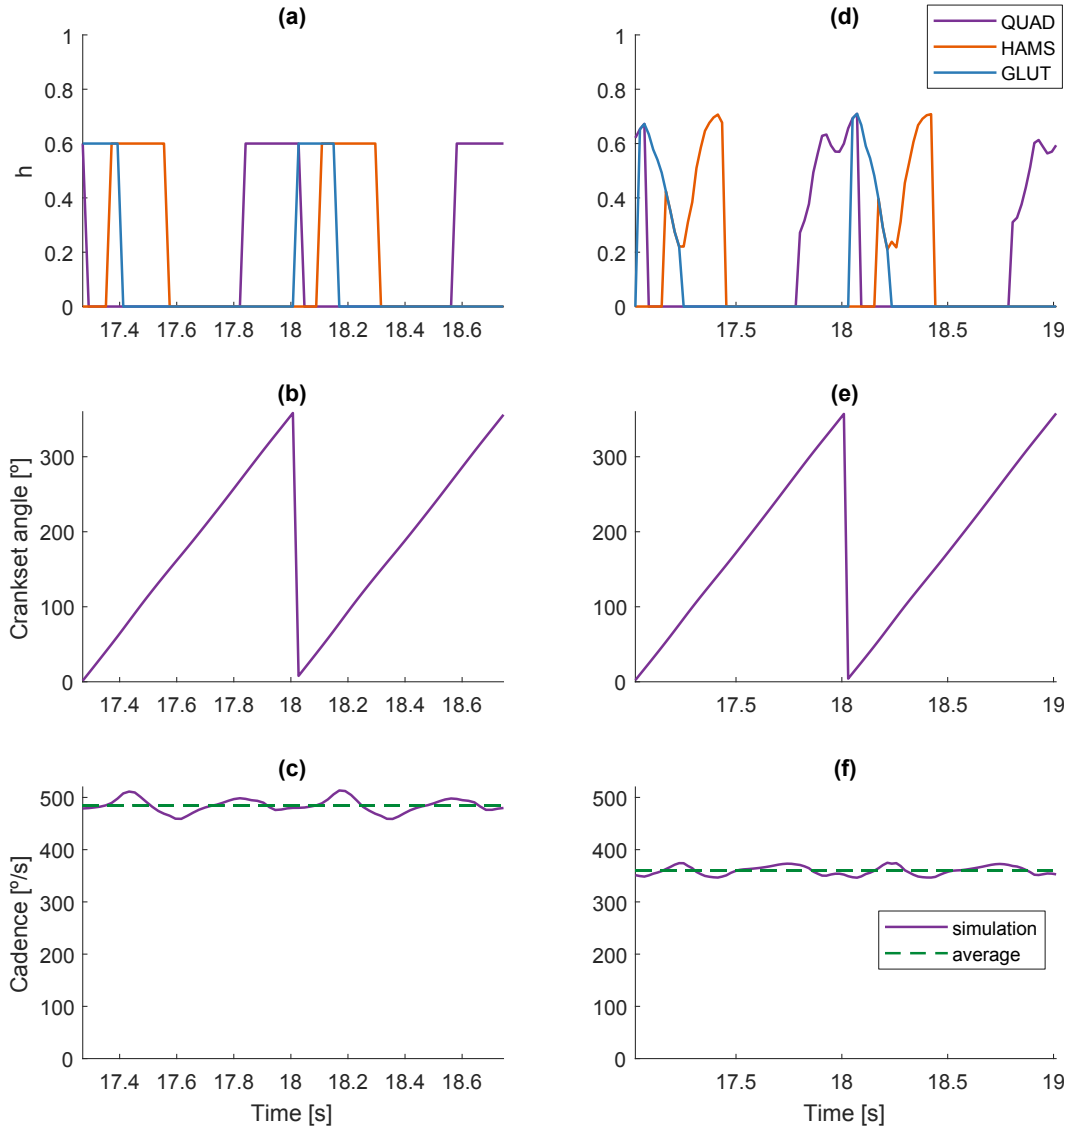 (a)
1
0.8
0.6
0.4
0.2
0
h
17.4 17.6 17.8 18 18.2 18.4 18.6
(d)
QUAD
HAMS
GLUT
1
0.8
0.6
0.4
0.2
0
17.5 18 18.5 19
(b)
300
200
100
0
Crankset angle [º]
17.4 17.6 17.8 18 18.2 18.4 18.6
(e)
300
200
100
0
17.5 18 18.5 19
(c)
500
400
300
200
100
0
Cadence [º/s]
17.4 17.6 17.8 18 18.2 18.4 18.6
Time [s]
(f)
500
400
300
200
100
0
simulation
average
17.5 18 18.5 19
Time [s]